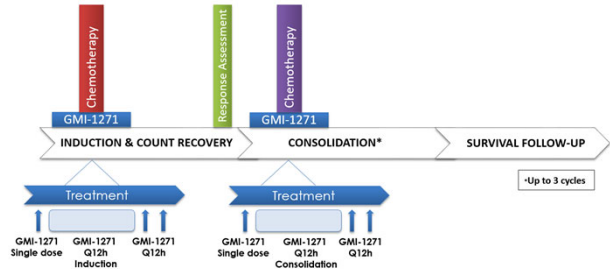 Chemotherapy
Response Assessment
Chemotherapy
GMI-1271
GMI-1271
INDUCTION & COUNT RECOVERY
CONSOLIDATION*
SURVIVAL FOLLOW-UP
*Up to 3 cycles
Treatment
Treatment
GMI-1271
Single dose
GMI-1271
Q12h
Induction
GMI-1271
Q12h
GMI-1271
Single dose
GMI-1271
Q12h
Consolidation
GMI-1271
Q12h